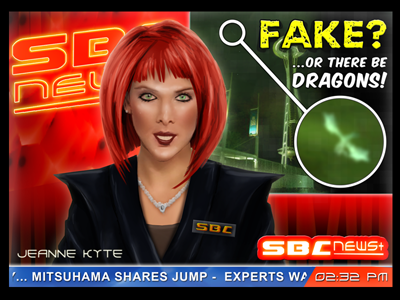 SBC
NEWS
FAKE?
...OR THERE BE
DRAGONS!
SBC
JEANNE KYTE
SBC NEWS+
'... MITSUHAMA SHARES JUMP - EXPERTS WA
02:32 PM